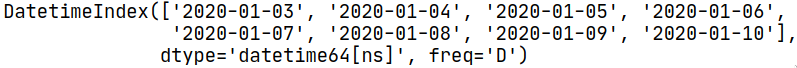 DatetimeIndex(['2020-01-03', '2020-01-04', '2020-01-05', '2020-01-06',
'2020-01-07', '2020-01-08', '2020-01-09', '2020-01-10'],
dtype='datetime64[ns]', freq='D')